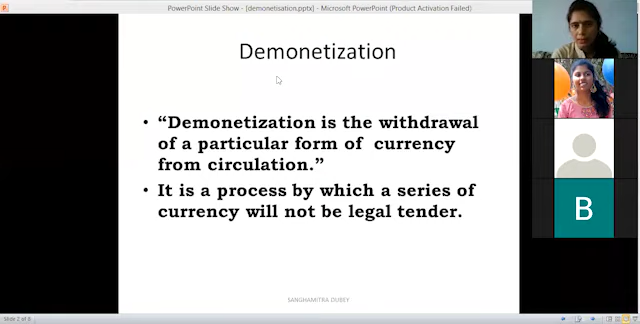 PowerPoint Slide Show - [demonetisation.pptx] - Microsoft PowerPoint (Product Activation Failed)
Demonetization
• “Demonetization is the withdrawal
of a particular form of currency
from circulation.”
• It is a process by which a series of
currency will not be legal tender.
SANGHAMITRA DUBEY
Slide 2 of 8
B